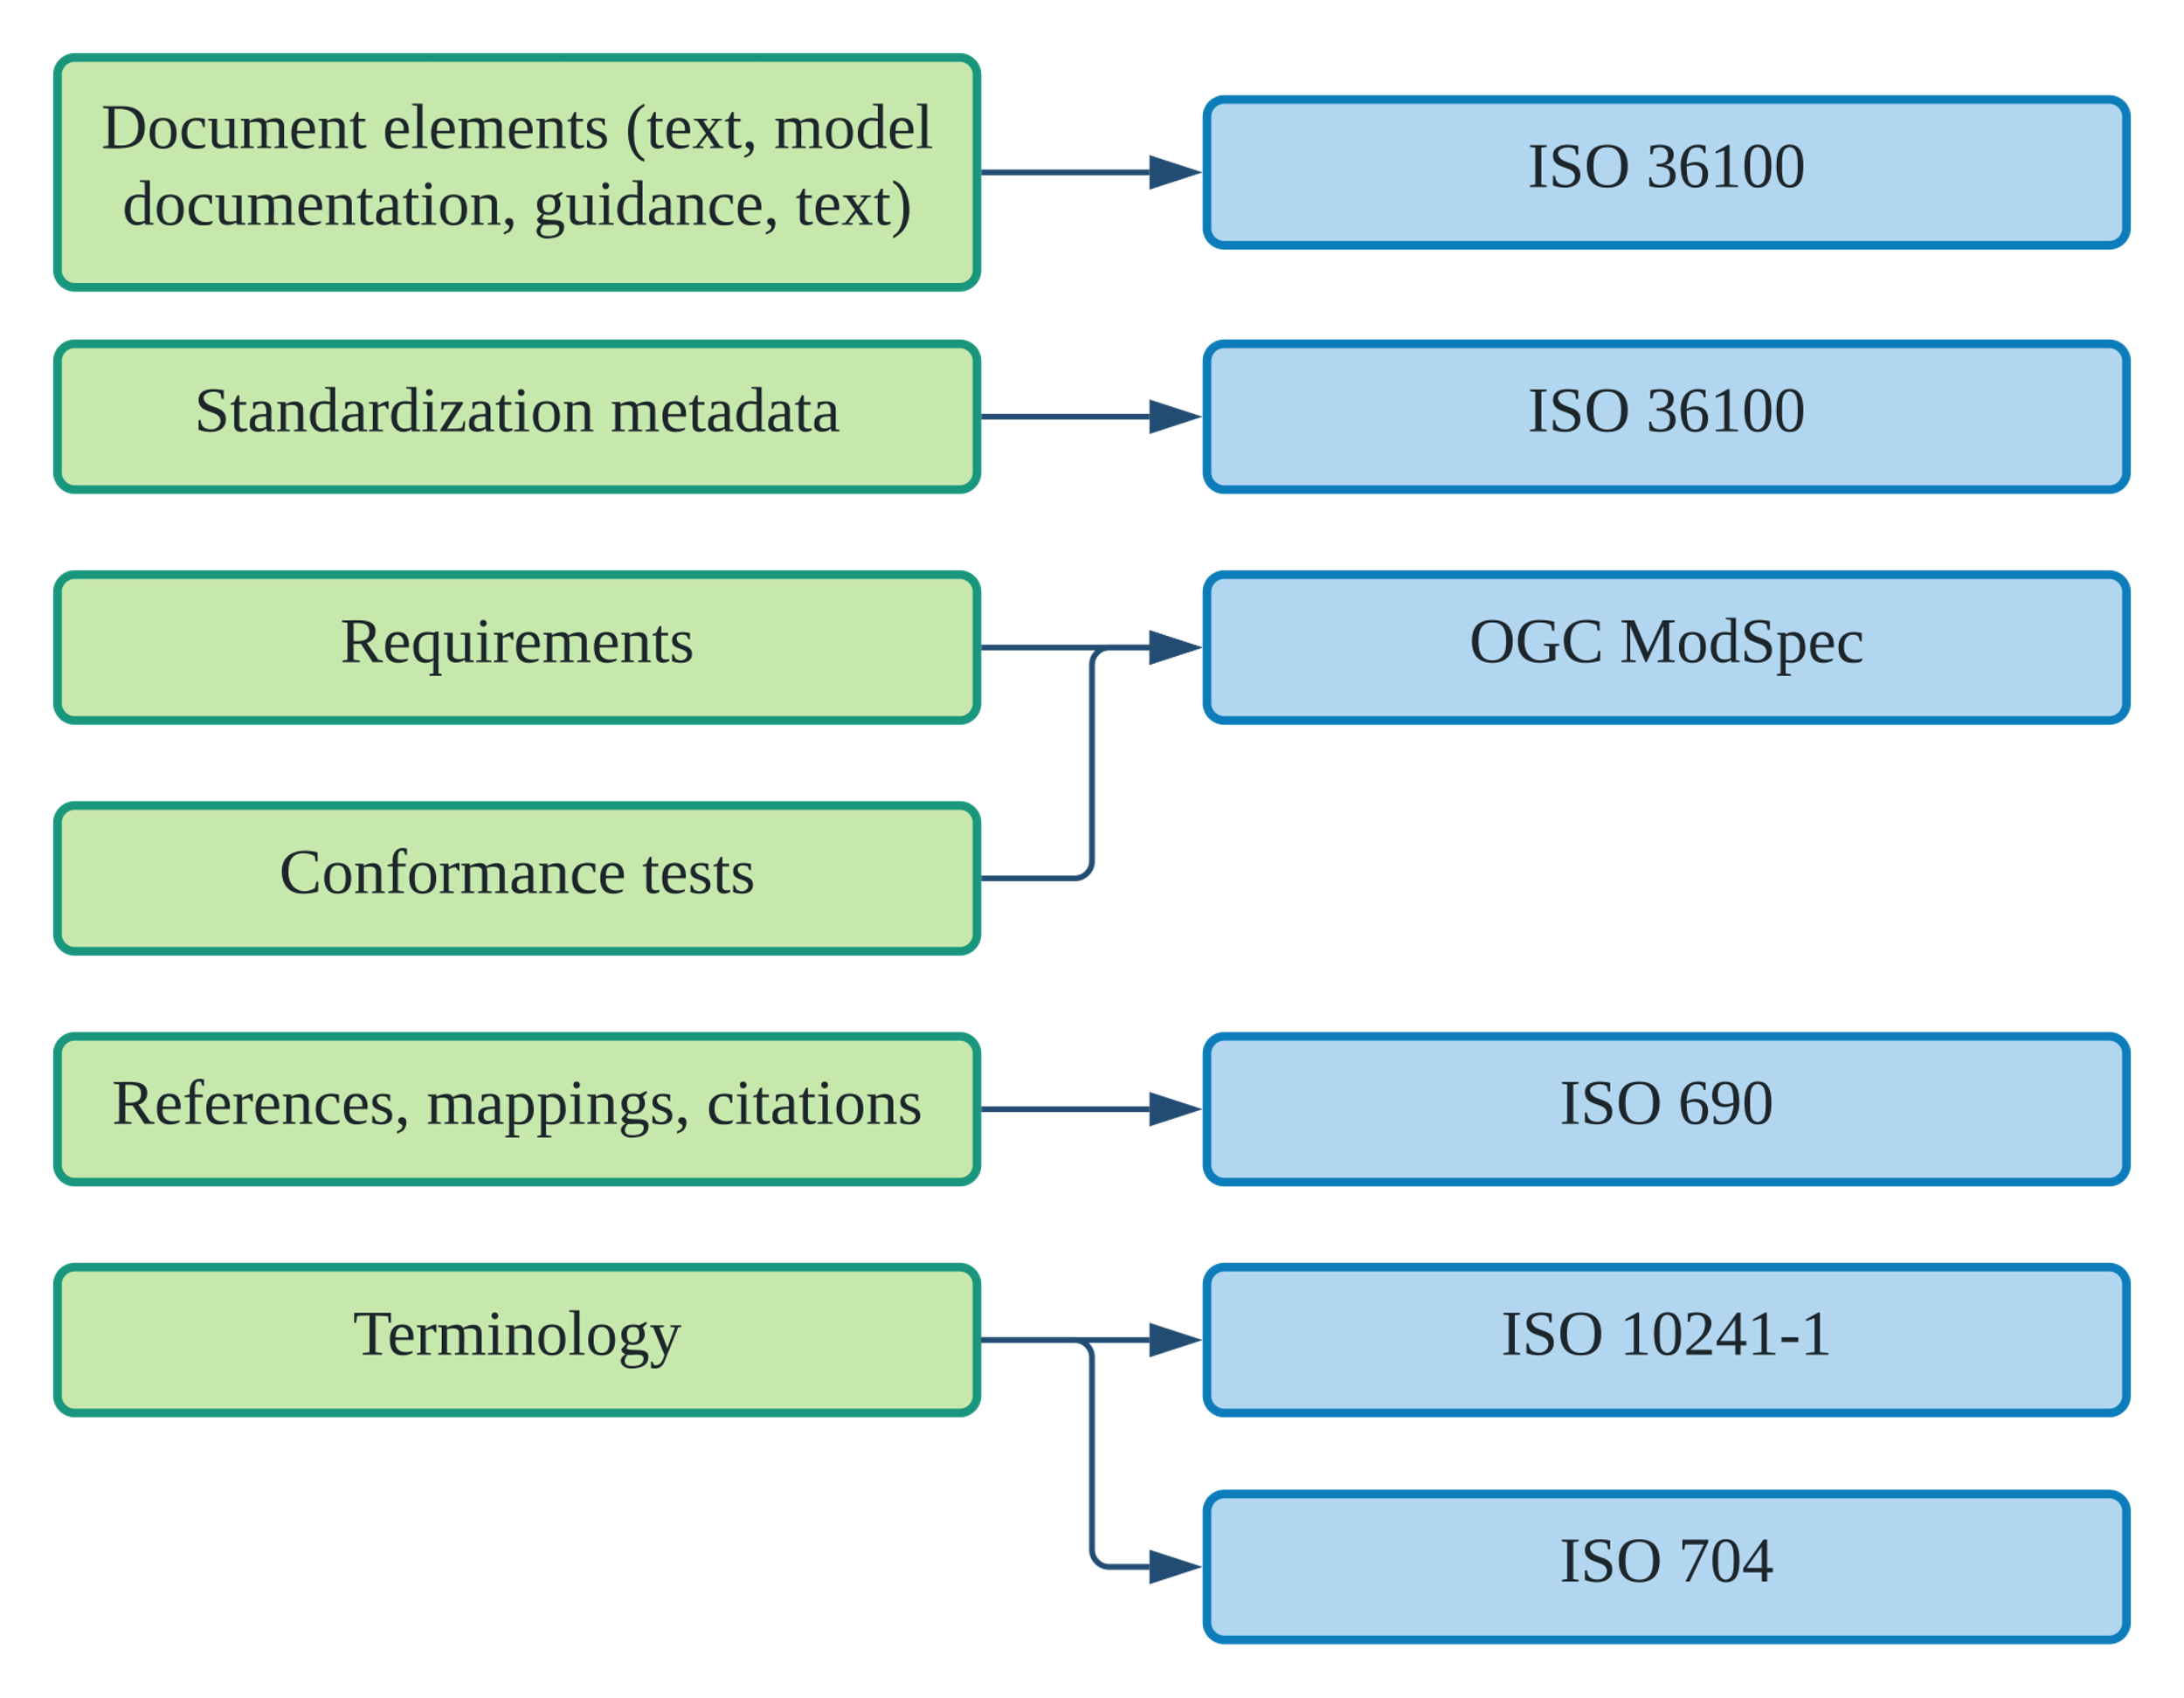 Document elements (text, model
documentation, guidance, text)
ISO 36100
Standardization metadata
ISO 36100
Requirements
OGC ModSpec
Conformance tests
References, mappings, citations
ISO 690
Terminology
ISO 10241-1
ISO 704